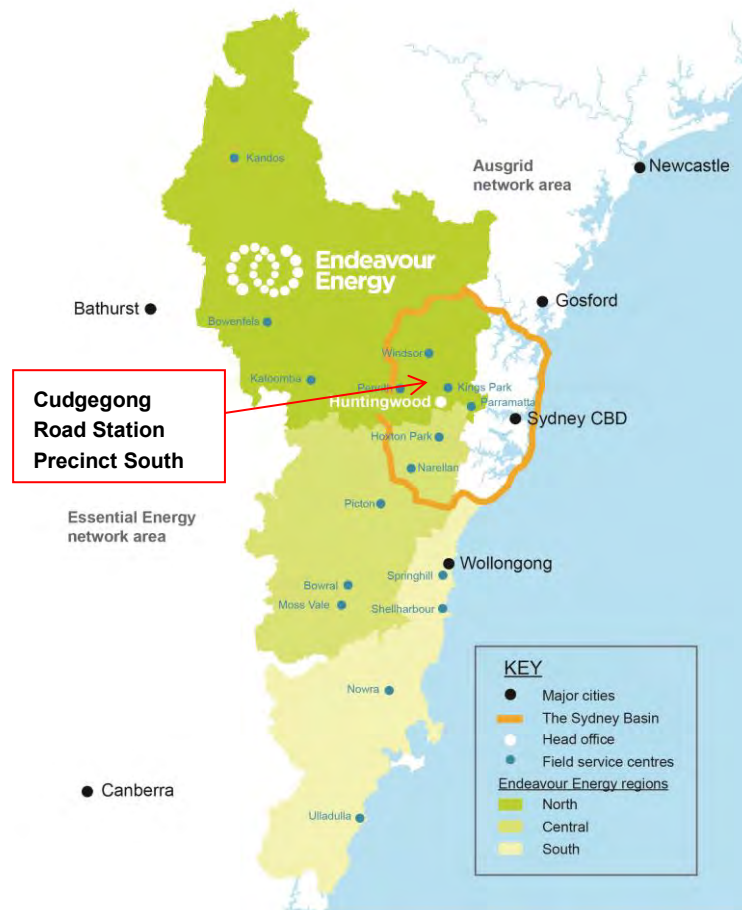 Kandos
Ausgrid
network area
Newcastle
Endeavour
Energy
Bathurst
Gosford
Bowenfels
Windsor
Katoomba
Penrith
Kings Park
Cudgegong
Road Station
Precinct South
Huntingwood
Parramatta
Sydney CBD
Hoxton Park
Narellan
Picton
Essential Energy
network area
Wollongong
Springhill
Bowral
Moss Vale
Shellharbour
Nowra
Canberra
Ulladulla
KEY
Major cities
The Sydney Basin
Head office
Field service centres
Endeavour Energy regions
North
Central
South